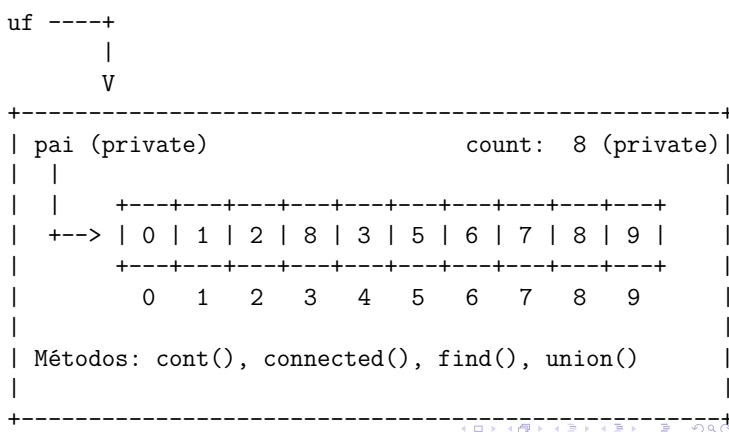 uf ----+
       |
       V
+----------------------------------------------------+
| pai (private)                   count:  8 (private)|
|  |                                                 |
|  |    +---+---+---+---+---+---+---+---+---+---+    |
|  +--> | 0 | 1 | 2 | 8 | 3 | 5 | 6 | 7 | 8 | 9 |    |
|       +---+---+---+---+---+---+---+---+---+---+    |
|         0   1   2   3   4   5   6   7   8   9      |
|                                                    |
| Métodos: cont(), connected(), find(), union()      |
|                                                    |
+----------------------------------------------------+